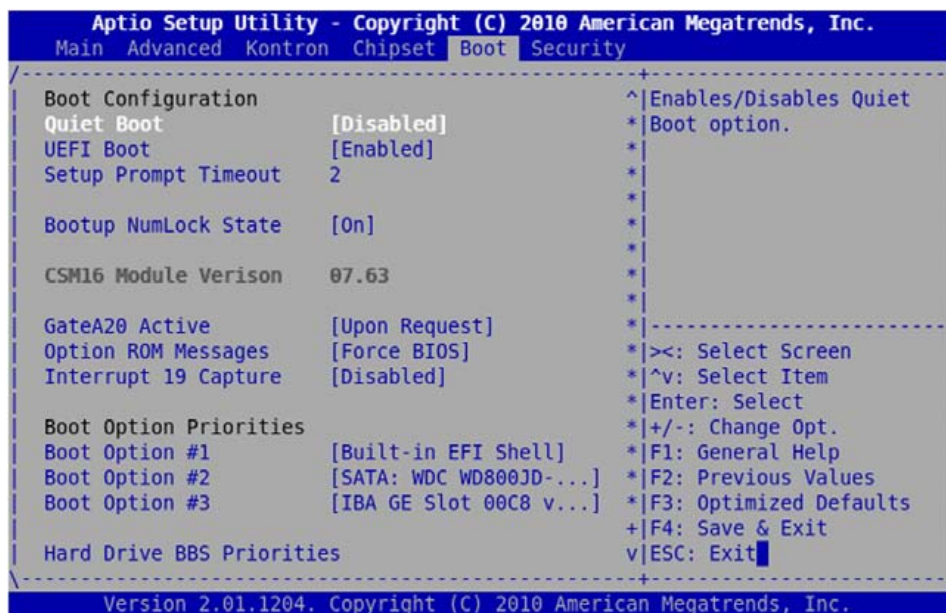 Aptio Setup Utility - Copyright (C) 2010 American Megatrends, Inc.
Main Advanced Kontron Chipset Boot Security
/-----------------------------------------------------+-------------------------
| Boot Configuration ^|Enables/Disables Quiet
| Quiet Boot [Disabled] *|Boot option.
| UEFI Boot [Enabled] *|
| Setup Prompt Timeout 2 *|
| *|
| Bootup NumLock State [On] *|
| *|
| CSM16 Module Verison 07.63 *|
| *|
| GateA20 Active [Upon Request] *|-------------------------
| Option ROM Messages [Force BIOS] *|><: Select Screen
| Interrupt 19 Capture [Disabled] *|^v: Select Item
| *|Enter: Select
| Boot Option Priorities *|+/-: Change Opt.
| Boot Option #1 [Built-in EFI Shell] *|F1: General Help
| Boot Option #2 [SATA: WDC WD800JD-...] *|F2: Previous Values
| Boot Option #3 [IBA GE Slot 00C8 v...] *|F3: Optimized Defaults
| +|F4: Save & Exit
| Hard Drive BBS Priorities v|ESC: Exit
\-----------------------------------------------------+-------------------------
Version 2.01.1204. Copyright (C) 2010 American Megatrends, Inc.